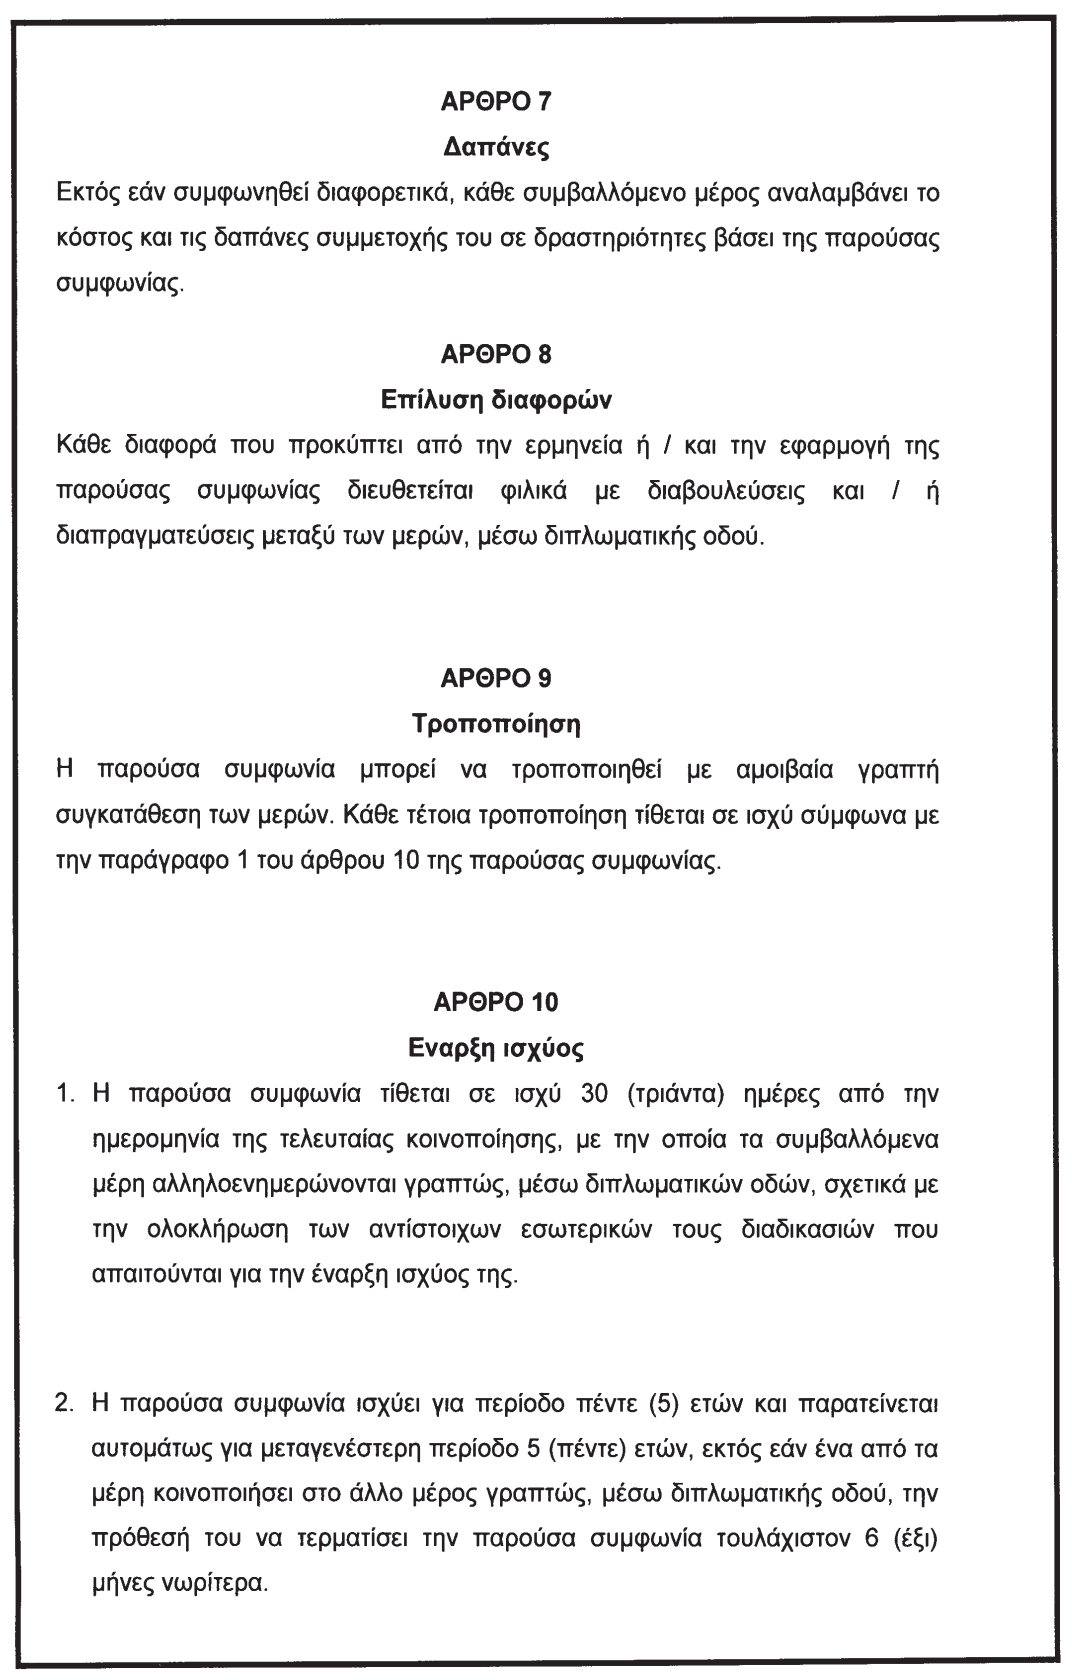 ΑΡΘΡΟ 7
Δαπάνες
Εκτός εάν συμφωνηθεί διαφορετικά, κάθε συμβαλλόμενο μέρος αναλαμβάνει το
κόστος και τις δαπάνες συμμετοχής του σε δραστηριότητες βάσει της παρούσας
συμφωνίας.
ΑΡΘΡΟ 8
Επίλυση διαφορών
Κάθε διαφορά που προκύπτει από την ερμηνεία ή / και την εφαρμογή της
παρούσας συμφωνίας διευθετείται φιλικά με διαβουλεύσεις και / ή
διαπραγματεύσεις μεταξύ των μερών, μέσω διπλωματικής οδού.
ΑΡΘΡΟ 9
Τροποποίηση
Η παρούσα συμφωνία μπορεί να τροποποιηθεί με αμοιβαία γραπτή
συγκατάθεση των μερών. Κάθε τέτοια τροποποίηση τίθεται σε ισχύ σύμφωνα με
την παράγραφο 1 του άρθρου 10 της παρούσας συμφωνίας.
ΑΡΘΡΟ 10
Εναρξη ισχύος
1. Η παρούσα συμφωνία τίθεται σε ισχύ 30 (τριάντα) ημέρες από την
ημερομηνία της τελευταίας κοινοποίησης, με την οποία τα συμβαλλόμενα
μέρη αλληλοενημερώνονται γραπτώς, μέσω διπλωματικών οδών, σχετικά με
την ολοκλήρωση των αντίστοιχων εσωτερικών τους διαδικασιών που
απαιτούνται για την έναρξη ισχύος της.
2. Η παρούσα συμφωνία ισχύει για περίοδο πέντε (5) ετών και παρατείνεται
αυτομάτως για μεταγενέστερη περίοδο 5 (πέντε) ετών, εκτός εάν ένα από τα
μέρη κοινοποιήσει στο άλλο μέρος γραπτώς, μέσω διπλωματικής οδού, την
πρόθεσή του να τερματίσει την παρούσα συμφωνία τουλάχιστον 6 (έξι)
μήνες νωρίτερα.